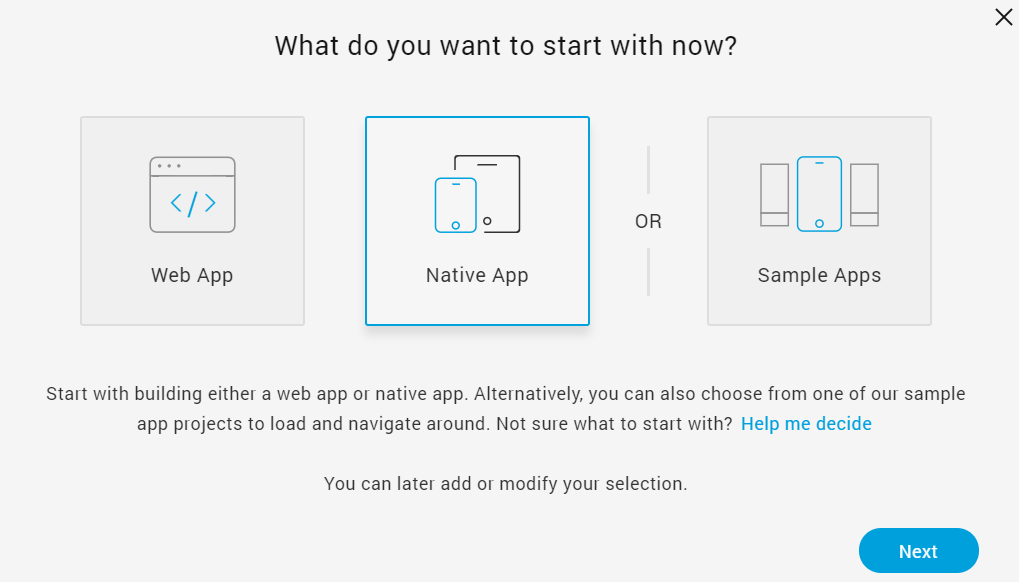 What do you want to start with now?
</>
Web App
Native App
OR
Sample Apps
Start with building either a web app or native app. Alternatively, you can also choose from one of our sample
app projects to load and navigate around. Not sure what to start with? Help me decide
You can later add or modify your selection.
Next